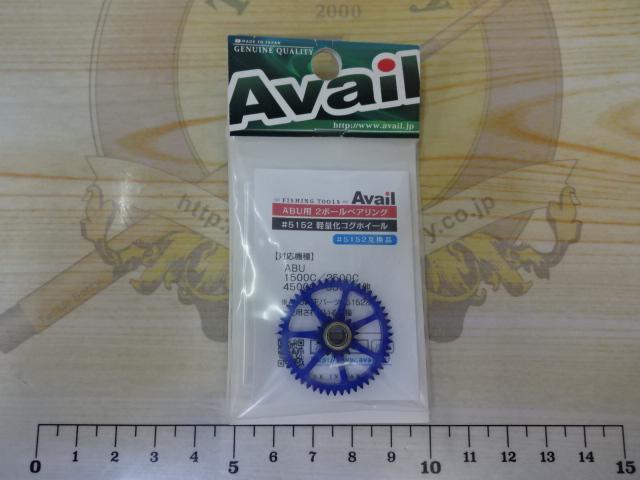 2000
MADE IN JAPAN
GENUINE QUALITY
Avail
http://www.avail.jp
FISHING TOOLS Avail
ABU用 2ボールベアリング
#5152 軽量化コグホイール
#5152互換品
【対応機種】
ABU
1500C/2500C
http:
0 1 2 3 4 5 6 7 8 9 10 11 12 13 14 15